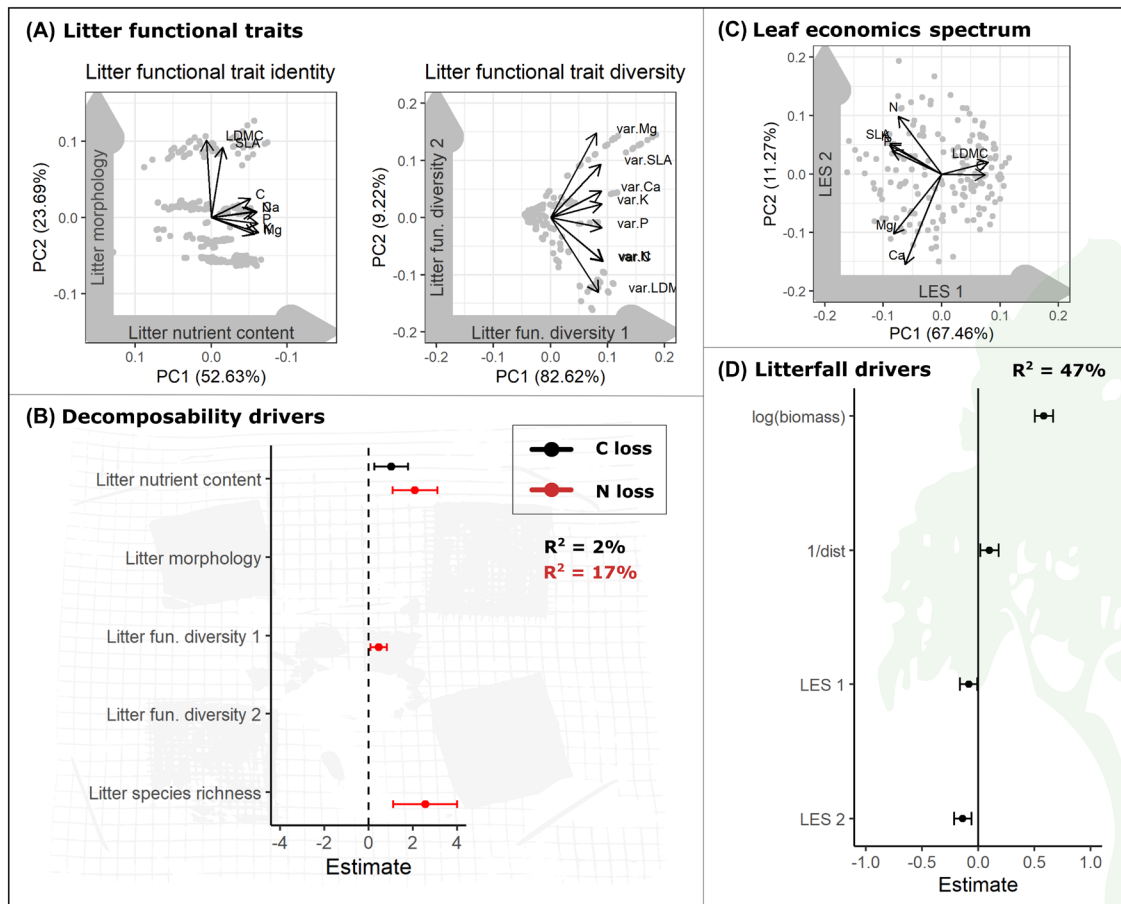 (A) Litter functional traits
Litter functional trait identity
0.1
0.0
-0.1
PC2 (23.69%)
Litter morphology
LDMC
SLA
C
Ca
P
K
Mg
Litter nutrient content
0.1
0.0
-0.1
PC1 (52.63%)
Litter functional trait diversity
0.2
0.1
0.0
-0.1
-0.2
PC2 (9.22%)
Litter fun. diversity 2
var.Mg
var.SLA
var.Ca
var.K
var.P
var.N
var.LDM
Litter fun. diversity 1
-0.2
-0.1
0.0
0.1
0.2
PC1 (82.62%)
(C) Leaf economics spectrum
0.2
0.1
0.0
-0.1
-0.2
PC2 (11.27%)
LES 2
N
SLA
LDMC
Mg
Ca
LES 1
-0.2
-0.1
0.0
0.1
0.2
PC1 (67.46%)
(B) Decomposability drivers
C loss
N loss
R² = 2%
R² = 17%
Litter nutrient content
Litter morphology
Litter fun. diversity 1
Litter fun. diversity 2
Litter species richness
-4
-2
0
2
4
Estimate
(D) Litterfall drivers
R² = 47%
log(biomass)
1/dist
LES 1
LES 2
-1.0
-0.5
0.0
0.5
1.0
Estimate